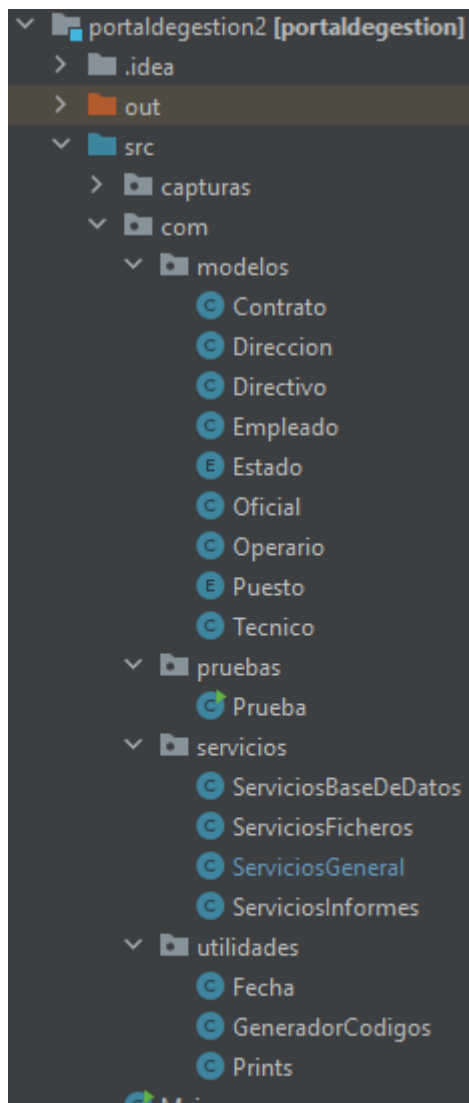 portaldegestion2 [portaldegestion]
.idea
out
src
capturas
com
modelos
C Contrato
C Direccion
C Directivo
C Empleado
E Estado
C Oficial
C Operario
E Puesto
C Tecnico
pruebas
C Prueba
servicios
C ServiciosBaseDeDatos
C ServiciosFicheros
C ServiciosGeneral
C ServiciosInformes
utilidades
C Fecha
C GeneradorCodigos
C Prints